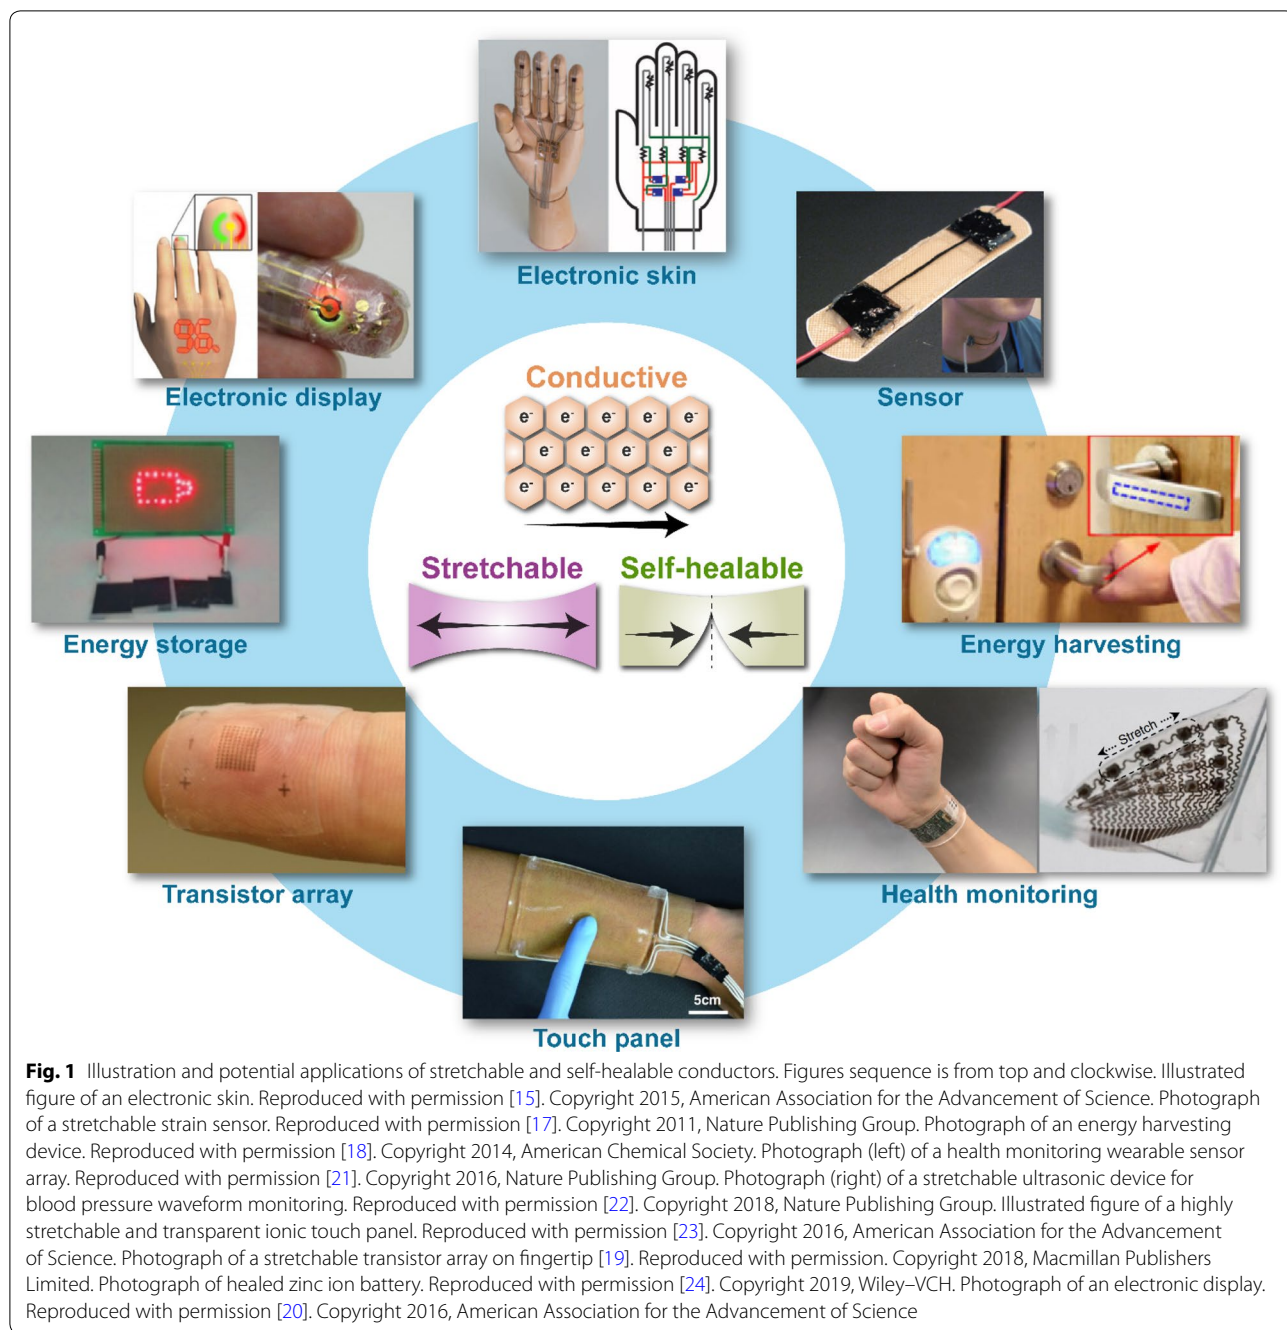 Electronic skin
96
Electronic display
Sensor
Conductive
e⁻ e⁻ e⁻ e⁻ e⁻
e⁻ e⁻ e⁻ e⁻
e⁻ e⁻ e⁻ e⁻ e⁻
Stretchable
Self-healable
Energy storage
Energy harvesting
Stretch
Transistor array
Health monitoring
5cm
Touch panel
Fig. 1 Illustration and potential applications of stretchable and self-healable conductors. Figures sequence is from top and clockwise. Illustrated
figure of an electronic skin. Reproduced with permission [15]. Copyright 2015, American Association for the Advancement of Science. Photograph
of a stretchable strain sensor. Reproduced with permission [17]. Copyright 2011, Nature Publishing Group. Photograph of an energy harvesting
device. Reproduced with permission [18]. Copyright 2014, American Chemical Society. Photograph (left) of a health monitoring wearable sensor
array. Reproduced with permission [21]. Copyright 2016, Nature Publishing Group. Photograph (right) of a stretchable ultrasonic device for
blood pressure waveform monitoring. Reproduced with permission [22]. Copyright 2018, Nature Publishing Group. Illustrated figure of a highly
stretchable and transparent ionic touch panel. Reproduced with permission [23]. Copyright 2016, American Association for the Advancement
of Science. Photograph of a stretchable transistor array on fingertip [19]. Reproduced with permission. Copyright 2018, Macmillan Publishers
Limited. Photograph of healed zinc ion battery. Reproduced with permission [24]. Copyright 2019, Wiley–VCH. Photograph of an electronic display.
Reproduced with permission [20]. Copyright 2016, American Association for the Advancement of Science